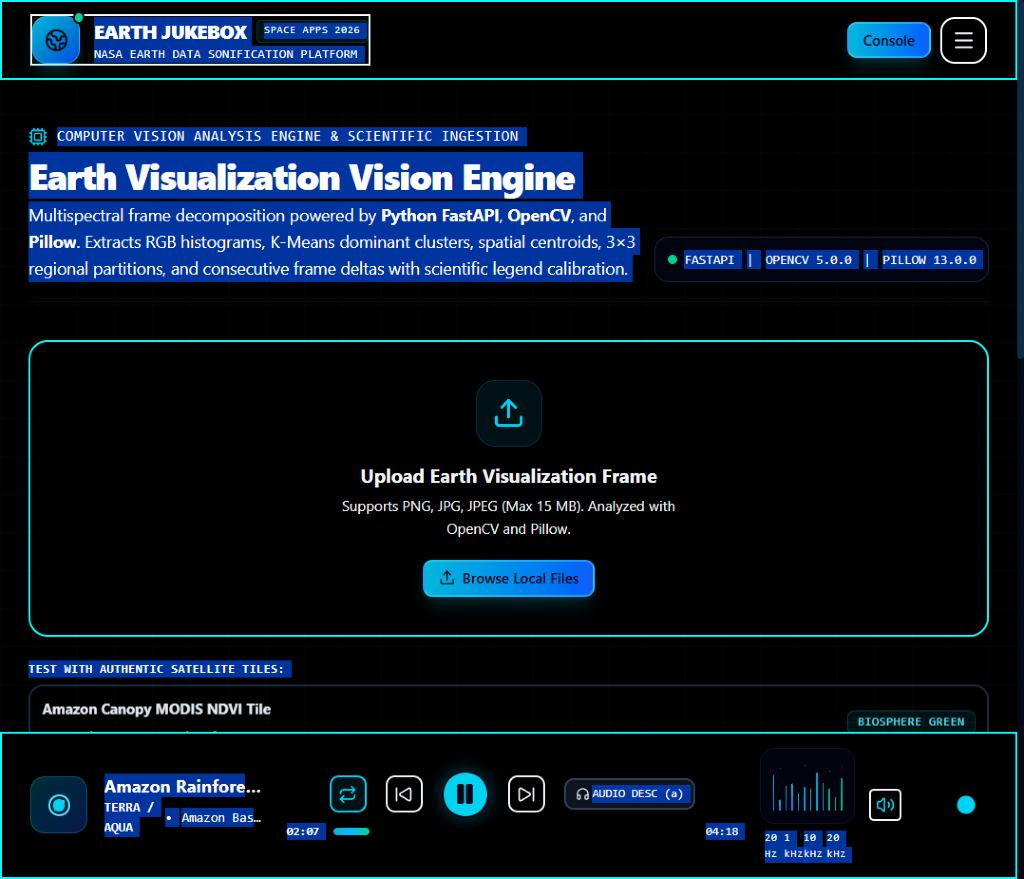 EARTH JUKEBOX
SPACE APPS 2026
NASA EARTH DATA SONIFICATION PLATFORM
Console
COMPUTER VISION ANALYSIS ENGINE & SCIENTIFIC INGESTION
Earth Visualization Vision Engine
Multispectral frame decomposition powered by Python FastAPI, OpenCV, and
Pillow. Extracts RGB histograms, K-Means dominant clusters, spatial centroids, 3×3
regional partitions, and consecutive frame deltas with scientific legend calibration.
FASTAPI | OPENCV 5.0.0 | PILLOW 13.0.0
Upload Earth Visualization Frame
Supports PNG, JPG, JPEG (Max 15 MB). Analyzed with
OpenCV and Pillow.
Browse Local Files
TEST WITH AUTHENTIC SATELLITE TILES:
Amazon Canopy MODIS NDVI Tile
BIOSPHERE GREEN
Amazon Rainfore…
TERRA /
AQUA
• Amazon Bas…
02:07
AUDIO DESC (a)
04:18
20 Hz
1 kHz
10 kHz
20 kHz